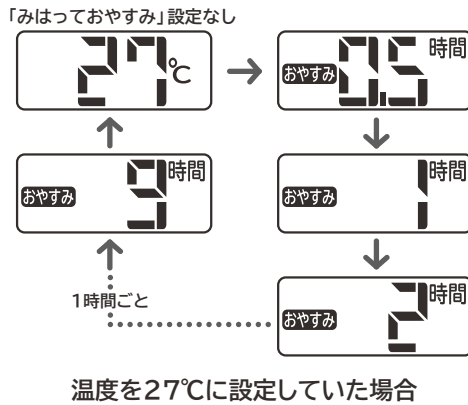 「みはっておやすみ」設定なし
27℃
おやすみ 0.5 時間
おやすみ 9 時間
おやすみ 1 時間
1時間ごと
おやすみ 2 時間
温度を27℃に設定していた場合